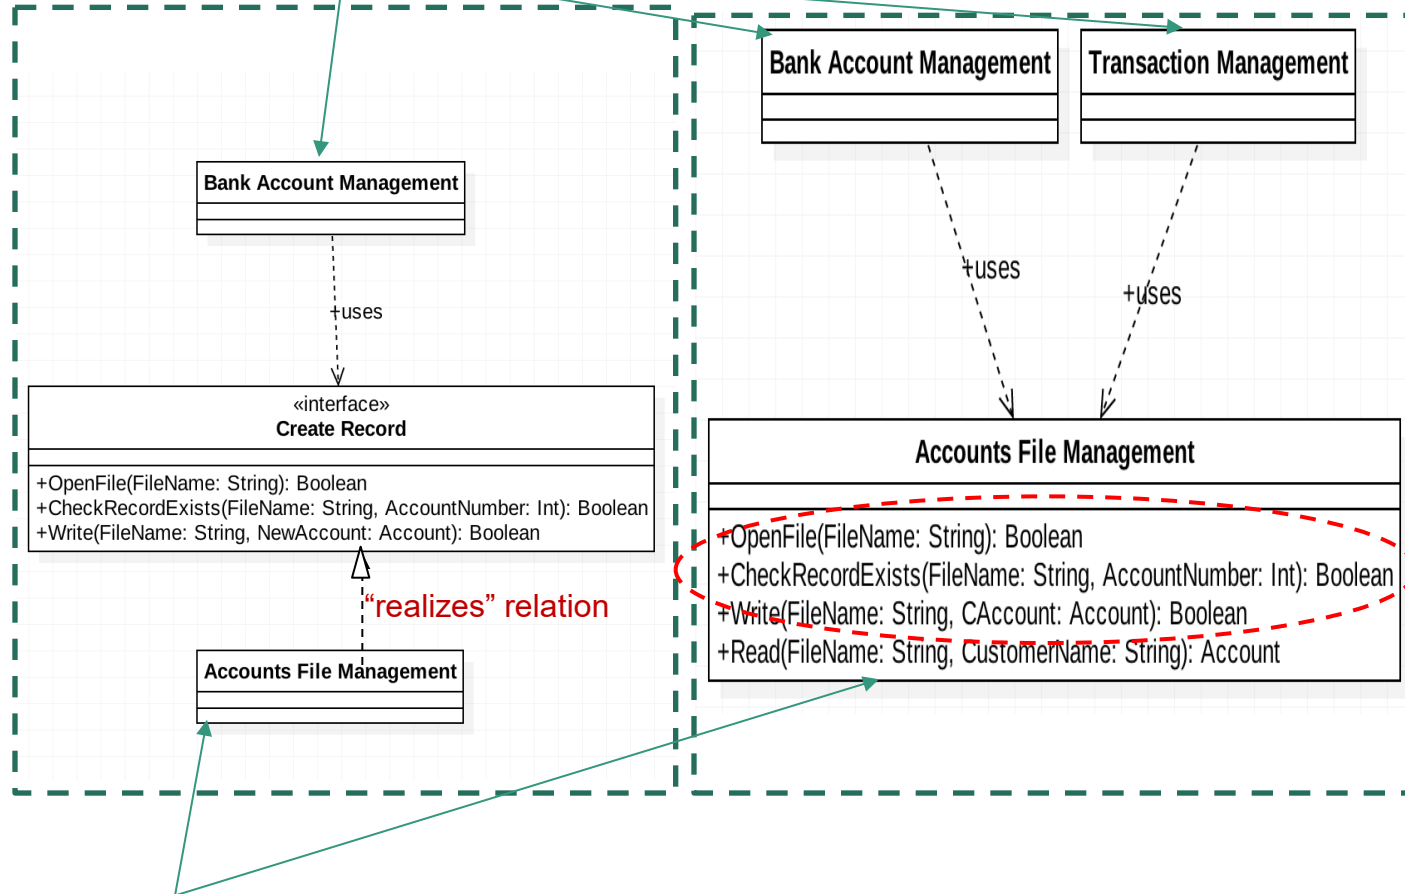 Bank Account Management
+uses
«interface»
Create Record
+OpenFile(FileName: String): Boolean
+CheckRecordExists(FileName: String, AccountNumber: Int): Boolean
+Write(FileName: String, NewAccount: Account): Boolean
“realizes” relation
Accounts File Management
Bank Account Management
Transaction Management
+uses
+uses
Accounts File Management
+OpenFile(FileName: String): Boolean
+CheckRecordExists(FileName: String, AccountNumber: Int): Boolean
+Write(FileName: String, CAccount: Account): Boolean
+Read(FileName: String, CustomerName: String): Account